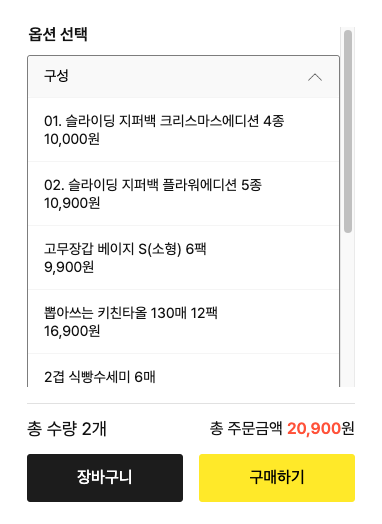 옵션 선택
구성
01. 슬라이딩 지퍼백 크리스마스에디션 4종
10,000원
02. 슬라이딩 지퍼백 플라워에디션 5종
10,900원
고무장갑 베이지 S(소형) 6팩
9,900원
뽑아쓰는 키친타올 130매 12팩
16,900원
2겹 식빵수세미 6매
총 수량 2개
총 주문금액 20,900원
장바구니
구매하기